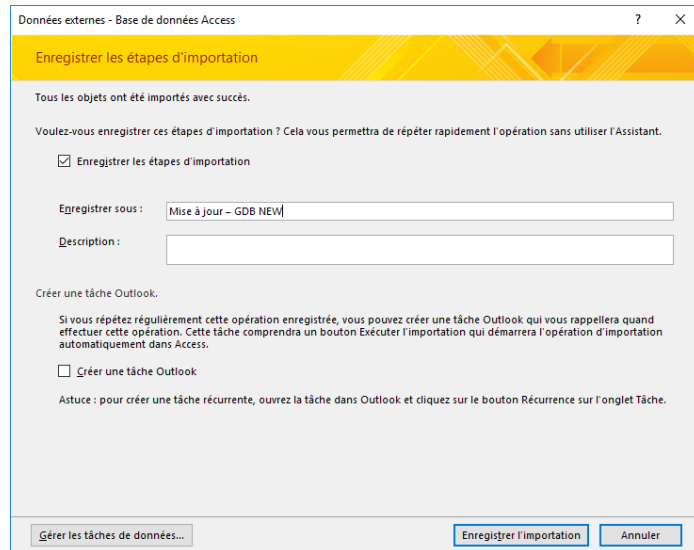 Données externes - Base de données Access
Enregistrer les étapes d'importation
Tous les objets ont été importés avec succès.
Voulez-vous enregistrer ces étapes d'importation ? Cela vous permettra de répéter rapidement l'opération sans utiliser l'Assistant.
Enregistrer les étapes d'importation
Enregistrer sous :
Mise à jour – GDB NEW
Description :
Créer une tâche Outlook.
Si vous répétez régulièrement cette opération enregistrée, vous pouvez créer une tâche Outlook qui vous rappellera quand
effectuer cette opération. Cette tâche comprendra un bouton Exécuter l'importation qui démarrera l'opération d'importation
automatiquement dans Access.
Créer une tâche Outlook
Astuce : pour créer une tâche récurrente, ouvrez la tâche dans Outlook et cliquez sur le bouton Récurrence sur l'onglet Tâche.
Gérer les tâches de données...
Enregistrer l'importation
Annuler